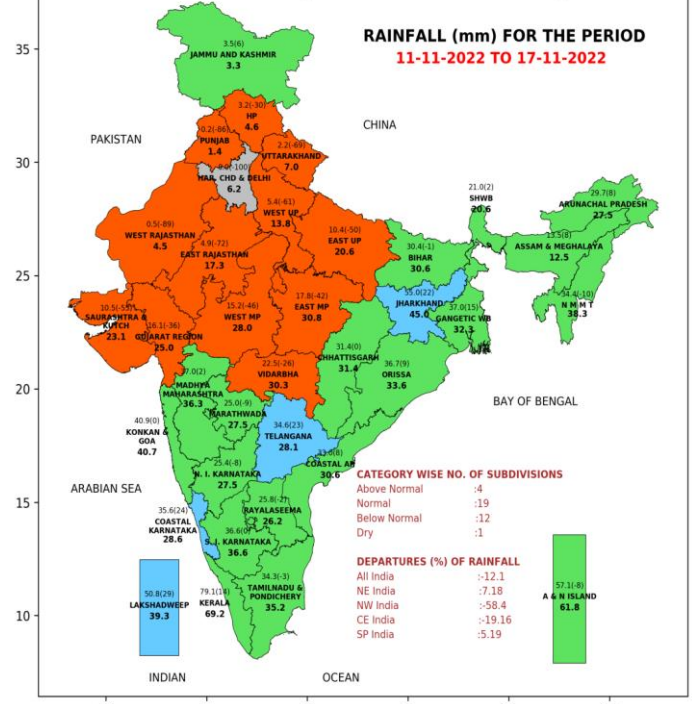 RAINFALL (mm) FOR THE PERIOD
11-11-2022 TO 17-11-2022
35
30
25
20
15
10
PAKISTAN
CHINA
BAY OF BENGAL
ARABIAN SEA
INDIAN
OCEAN
3.5(6)
JAMMU AND KASHMIR
3.3
3.2(-30)
HP
4.6
0.2(-86)
PUNJAB
1.4
2.2(-69)
UTTARAKHAND
7.0
0.0(-100)
HAR. CHD & DELHI
6.2
5.4(-61)
WEST UP
13.8
10.4(-50)
EAST UP
20.6
0.5(-89)
WEST RAJASTHAN
4.5
4.9(-72)
EAST RAJASTHAN
17.3
21.0(2)
SHWB
20.6
29.7(8)
ARUNACHAL PRADESH
27.5
13.5(8)
ASSAM & MEGHALAYA
12.5
34.4(-10)
N M M T
38.3
30.4(-1)
BIHAR
30.6
55.0(22)
JHARKHAND
45.0
37.0(15)
GANGETIC WB
32.3
10.5(-55)
SAURASHTRA &
KUTCH
23.1
16.1(-36)
GUJARAT REGION
25.0
15.2(-46)
WEST MP
28.0
17.8(-42)
EAST MP
30.8
31.4(0)
CHHATTISGARH
31.4
36.7(9)
ORISSA
33.6
22.5(-26)
VIDARBHA
30.3
37.0(2)
MADHYA
MAHARASHTRA
36.3
25.0(-9)
MARATHWADA
27.5
40.9(0)
KONKAN &
GOA
40.7
34.6(23)
TELANGANA
28.1
33.0(8)
COASTAL AP
30.6
25.4(-8)
N. I. KARNATAKA
27.5
25.8(-2)
RAYALASEEMA
26.2
35.6(24)
COASTAL
KARNATAKA
28.6
36.6(0)
S. I. KARNATAKA
36.6
34.3(-3)
TAMILNADU &
PONDICHERY
35.2
79.1(14)
KERALA
69.2
50.8(29)
LAKSHADWEEP
39.3
57.1(-8)
A & N ISLAND
61.8
CATEGORY WISE NO. OF SUBDIVISIONS
Above Normal :4
Normal :19
Below Normal :12
Dry :1
DEPARTURES (%) OF RAINFALL
All India :-12.1
NE India :7.18
NW India :-58.4
CE India :-19.16
SP India :5.19